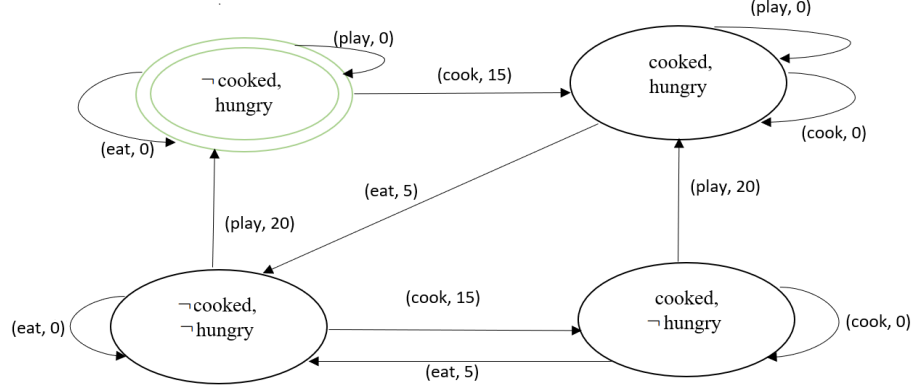 (play, 0)
(play, 0)
¬ cooked,
hungry
(cook, 15)
cooked,
hungry
(eat, 0)
(cook, 0)
(eat, 5)
(play, 20)
(play, 20)
¬cooked,
¬hungry
(cook, 15)
cooked,
¬hungry
(eat, 0)
(cook, 0)
(eat, 5)